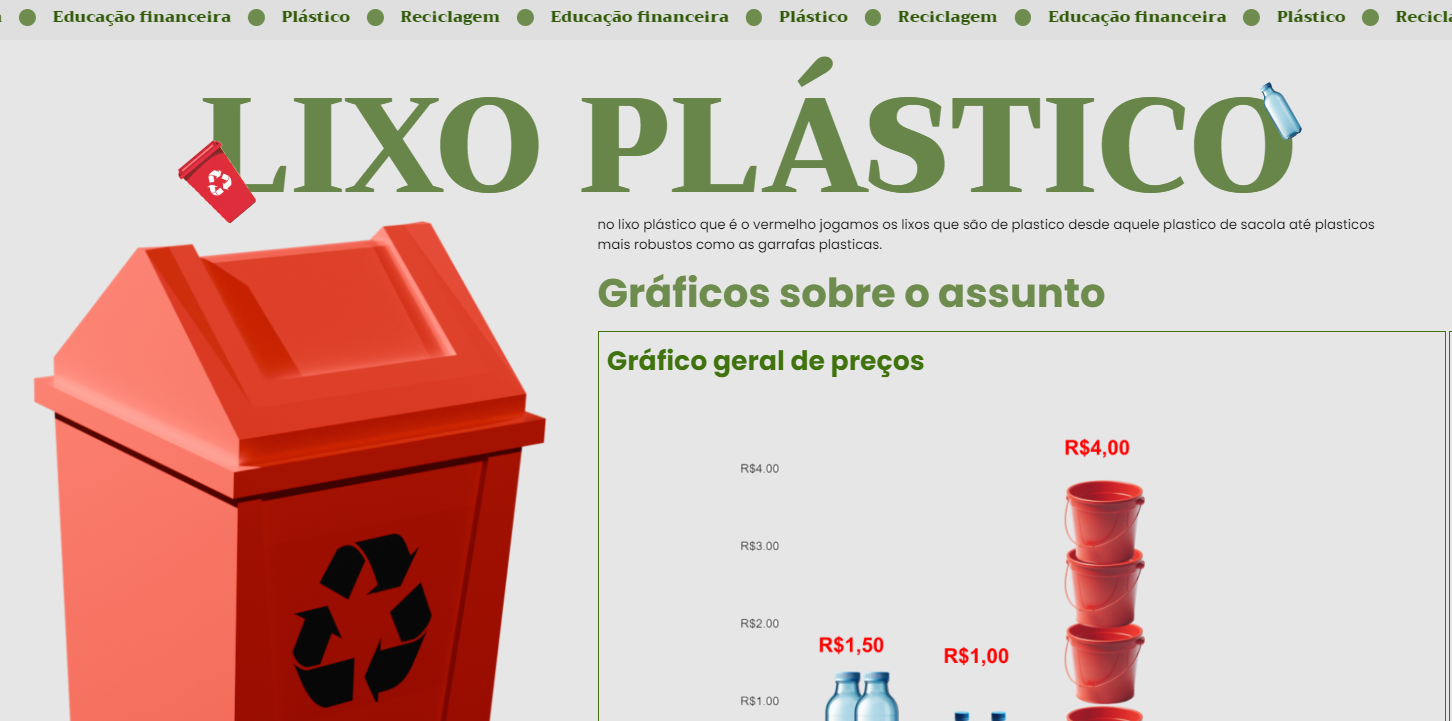 Educação financeira Plástico Reciclagem Educação financeira Plástico Reciclagem Educação financeira Plástico
LIXO PLÁSTICO
no lixo plástico que é o vermelho jogamos os lixos que são de plastico desde aquele plastico de sacola até plasticos
mais robustos como as garrafas plasticas.
Gráficos sobre o assunto
Gráfico geral de preços
R$4,00
R$4.00
R$3.00
R$2.00
R$1,50
R$1,00
R$1.00